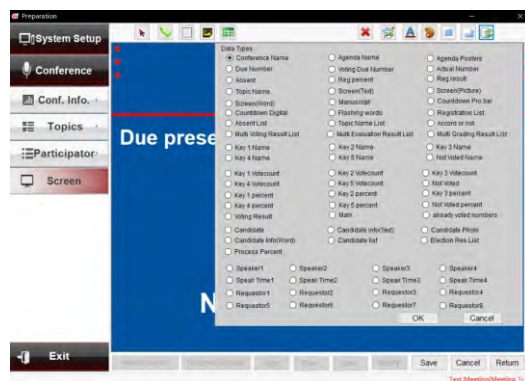 Preparation
System Setup
Conference
Conf. Info.
Topics
Participator
Screen
Exit
Due prese
N
Data Types
Conference Name Agenda Name Agenda Posters
Due Number Voting Due Number Actual Number
Absent Reg percent Reg result
Topic Name Screen(Text) Screen(Picture)
Screen(Word) Manuscript Countdown Pro bar
Countdown Digital Flashing words Registration List
Absent List Topic Name List Accord or not
Multi Voting Result List Multi Evaluation Result List Multi Grading Result List
Key 1 Name Key 2 Name Key 3 Name
Key 4 Name Key 5 Name Not Voted Name
Key 1 Votecount Key 2 Votecount Key 3 Votecount
Key 4 Votecount Key 5 Votecount Not Voted
Key 1 percent Key 2 percent Key 3 percent
Key 4 percent Key 5 percent Not Voted percent
Voting Result Mark already voted numbers
Candidate Candidate Info(Text) Candidate Photo
Candidate Info(Word) Candidate list Election Res List
Process Percent
Speaker1 Speaker2 Speaker3 Speaker4
Speak Time1 Speak Time2 Speak Time3 Speak Time4
Requestor1 Requestor2 Requestor3 Requestor4
Requestor5 Requestor6 Requestor7 Requestor8
OK Cancel
Save Cancel Return
Test Meeting(Meeting 1)